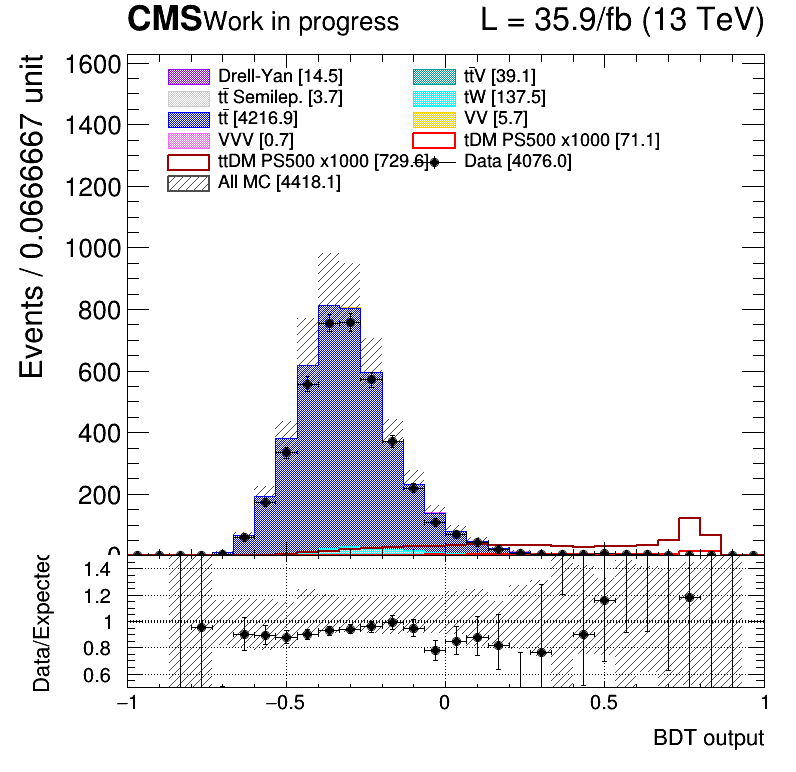 CMS Work in progress L = 35.9/fb (13 TeV)
Events / 0.0666667 unit
1600
1400
1200
1000
800
600
400
200
0
Drell-Yan [14.5] tt̄V [39.1]
tt̄ Semilep. [3.7] tW [137.5]
tt̄ [4216.9] VV [5.7]
VVV [0.7] tDM PS500 x1000 [71.1]
ttDM PS500 x1000 [729.6] Data [4076.0]
All MC [4418.1]
Data/Expected
1.4
1.2
1
0.8
0.6
−1 −0.5 0 0.5 1
BDT output